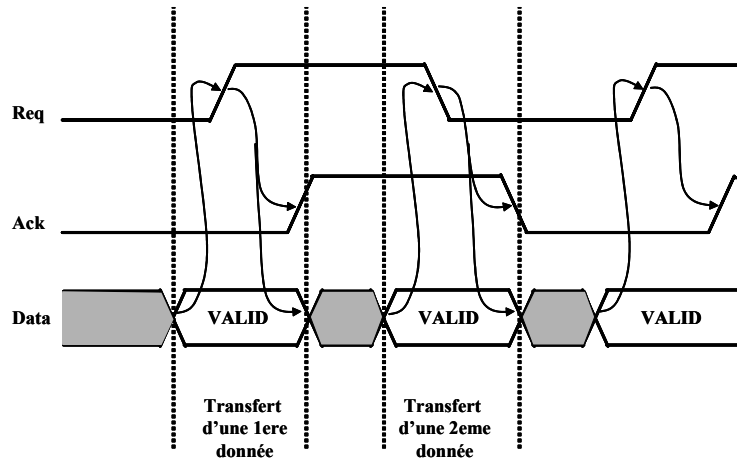 Req
Ack
Data
VALID
VALID
VALID
Transfert
d’une 1ere
donnée
Transfert
d’une 2eme
donnée